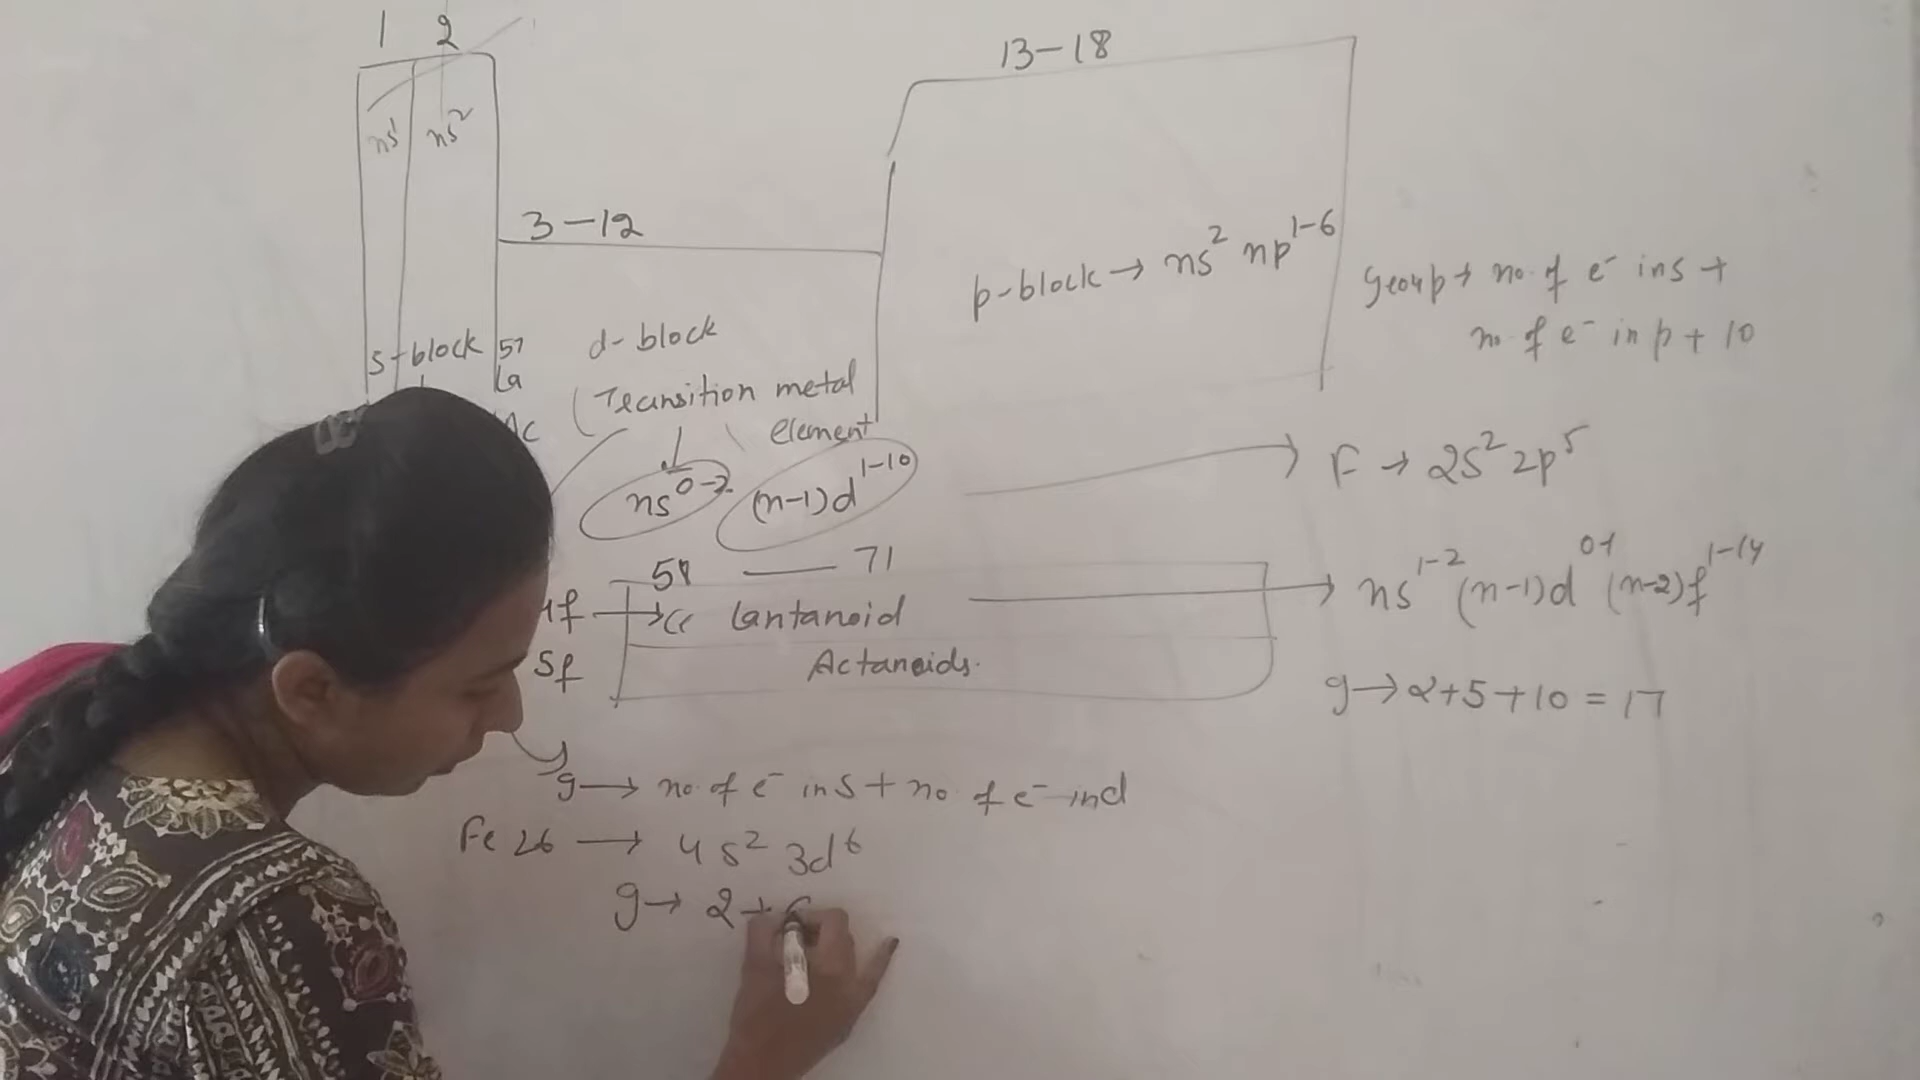 1 2
13-18
ns¹ ns²
3-12
p-block → ns² np¹⁻⁶
group → no. of e⁻ in s +
no. of e⁻ in p + 10
s-block
57
La
Ac
d-block
(Transition metal
element
ns⁰⁻² (n-1)d¹⁻¹⁰
F → 2s² 2p⁵
58 — 71
4f → Ce Lantanoid
5f Actanoids.
ns¹⁻² (n-1)d⁰⁻¹ (n-2)f¹⁻¹⁴
g → 2+5+10 = 17
g → no. of e⁻ in s + no. of e⁻ in d
Fe 26 → 4s² 3d⁶
g → 2+6